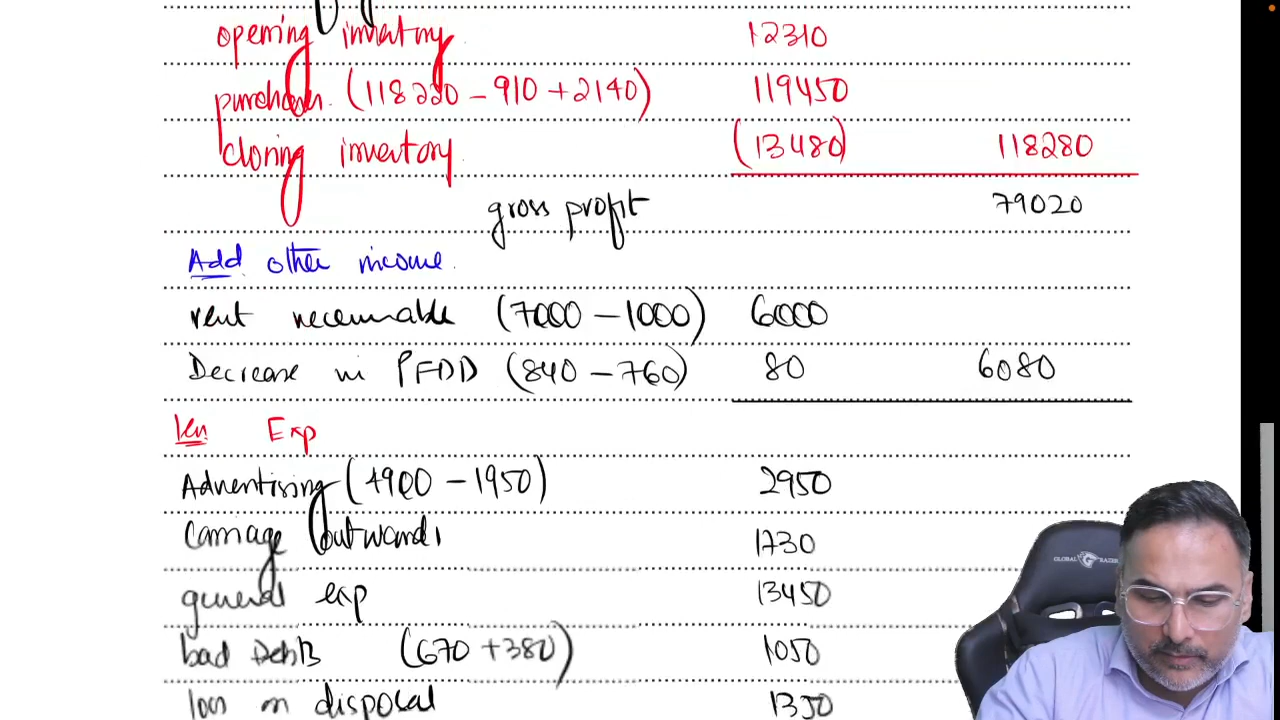 opening inventory 12310
purchases (118220 - 910 + 2140) 119450
closing inventory (13480) 118280
gross profit 79020
Add other income.
rent receivable (7000 - 1000) 6000
Decrease in PFDD (840 - 760) 80 6080
Less Exp
Advertising (4900 - 1950) 2950
Carriage outwards 1730
general exp 13450
bad Debts (670 + 380) 1050
loss on disposal 1350
GLOBAL RAZER